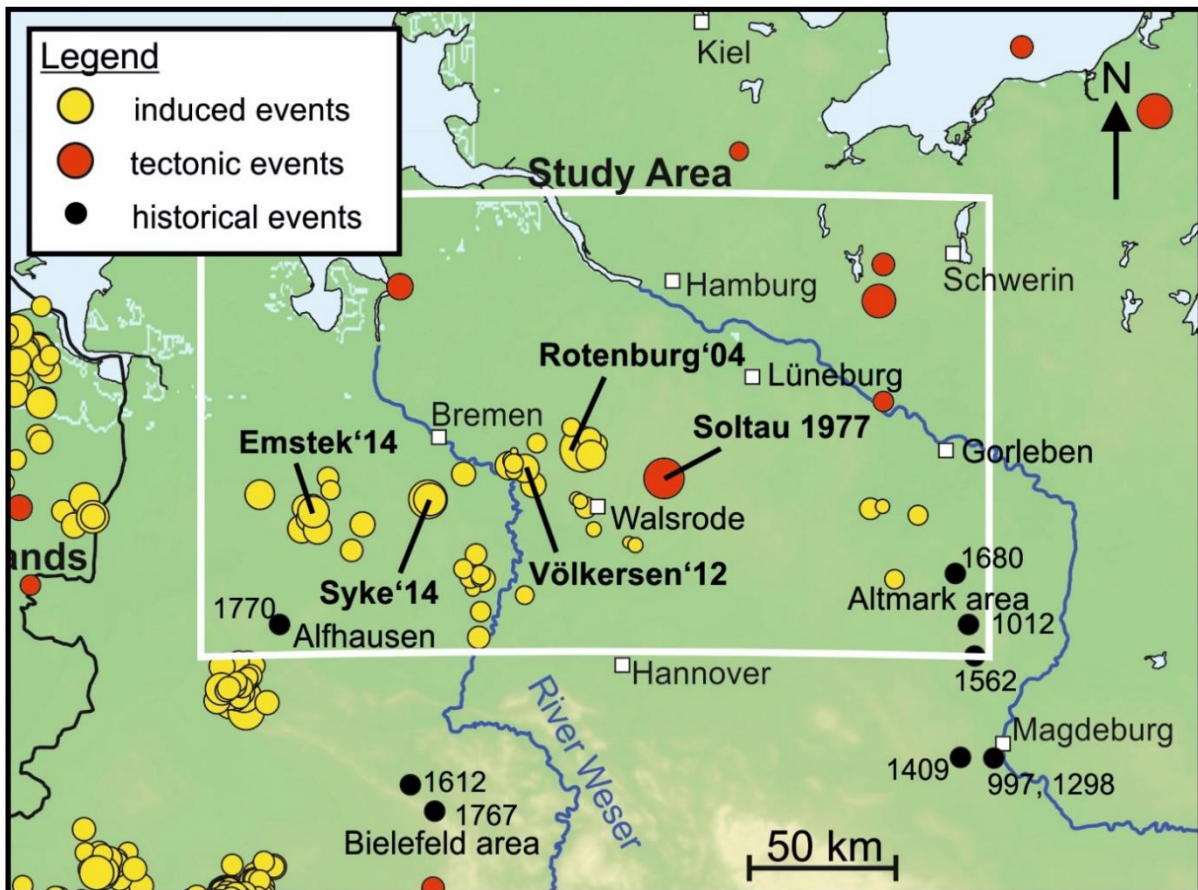 Legend
induced events
tectonic events
historical events
Kiel
N
Study Area
Hamburg
Schwerin
Rotenburg‘04
Lüneburg
Bremen
Emstek‘14
Soltau 1977
Gorleben
Walsrode
ands
Syke‘14
Völkersen‘12
1680
Altmark area
1770
Alfhausen
1012
Hannover
1562
River Weser
Magdeburg
1409
997, 1298
1612
1767
Bielefeld area
50 km